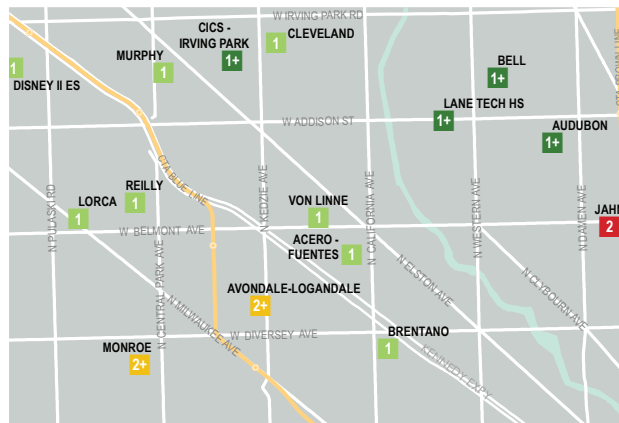 W IRVING PARK RD
CICS -
IRVING PARK
1+
CLEVELAND
1
MURPHY
1
BELL
1+
1
DISNEY II ES
LANE TECH HS
1+
W ADDISON ST
AUDUBON
1+
CTA BROWN LINE
CTA BLUE LINE
N PULASKI RD
REILLY
1
LORCA
1
N KEDZIE AVE
VON LINNE
1
N CALIFORNIA AVE
N WESTERN AVE
N DAMEN AVE
JAHN
2
W BELMONT AVE
ACERO -
FUENTES
1
N CENTRAL PARK AVE
N ELSTON AVE
N CLYBOURN AVE
AVONDALE-LOGANDALE
2+
N MILWAUKEE AVE
W DIVERSEY AVE
BRENTANO
1
KENNEDY EXPY
MONROE
2+